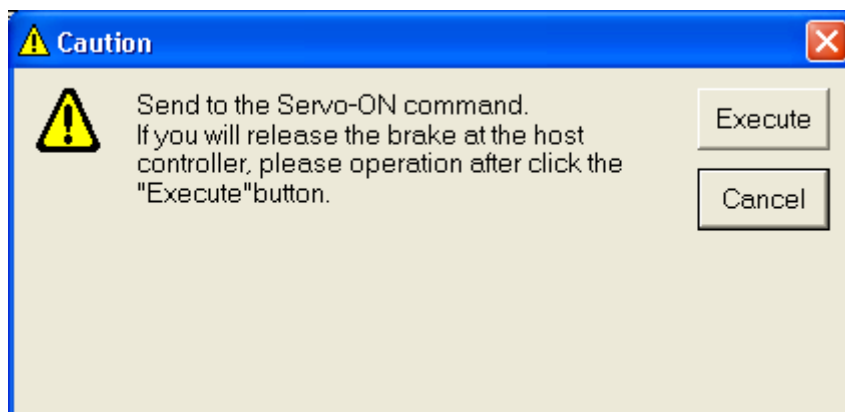 Caution
Send to the Servo-ON command.
If you will release the brake at the host
controller, please operation after click the
"Execute"button.
Execute
Cancel